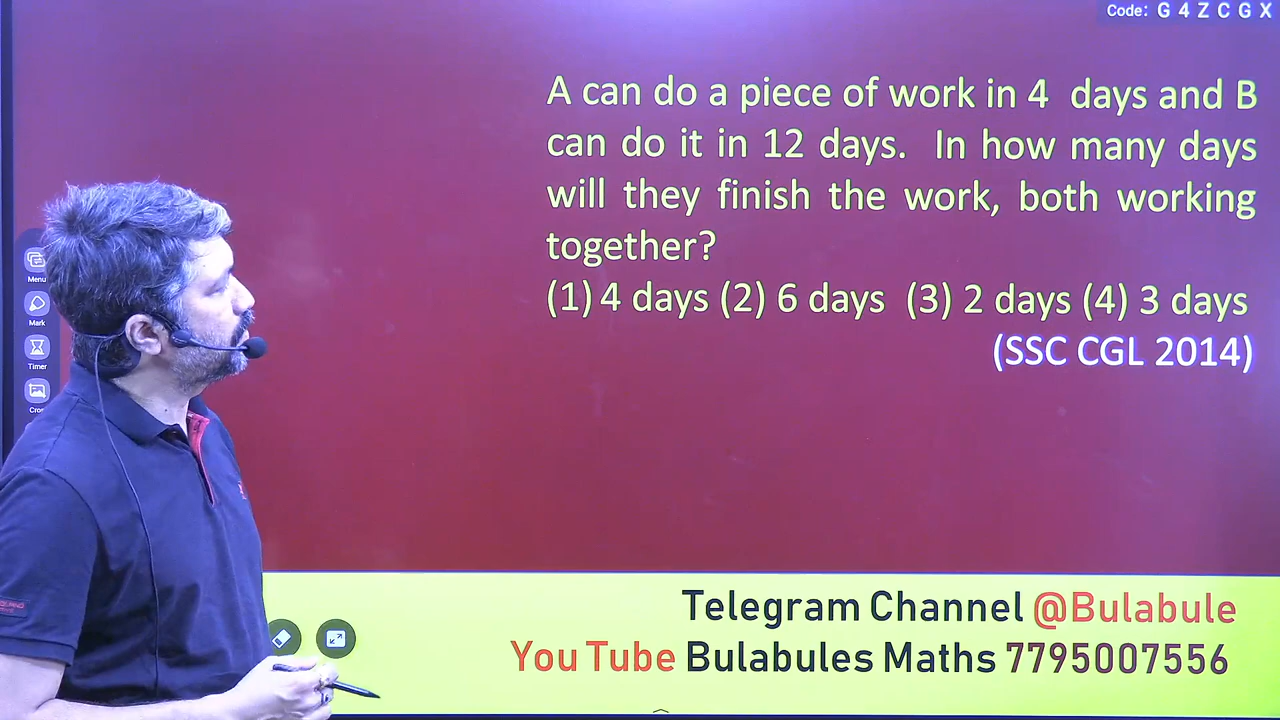 Code: G 4 Z C G X
A can do a piece of work in 4 days and B
can do it in 12 days. In how many days
will they finish the work, both working
together?
(1) 4 days (2) 6 days (3) 2 days (4) 3 days
(SSC CGL 2014)
Menu
Mark
Timer
Telegram Channel @Bulabule
You Tube Bulabules Maths 7795007556